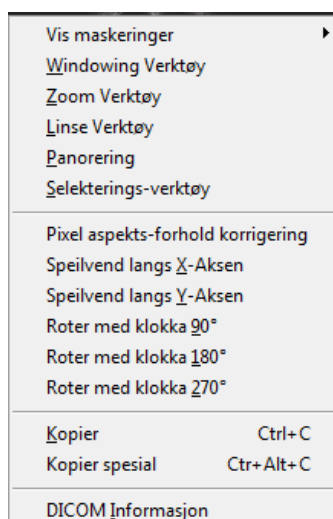 Vis maskeringer
Windowing Verktøy
Zoom Verktøy
Linse Verktøy
Panorering
Selekterings-verktøy
Pixel aspekts-forhold korrigering
Speilvend langs X-Aksen
Speilvend langs Y-Aksen
Roter med klokka 90°
Roter med klokka 180°
Roter med klokka 270°
Kopier Ctrl+C
Kopier spesial Ctr+Alt+C
DICOM Informasjon